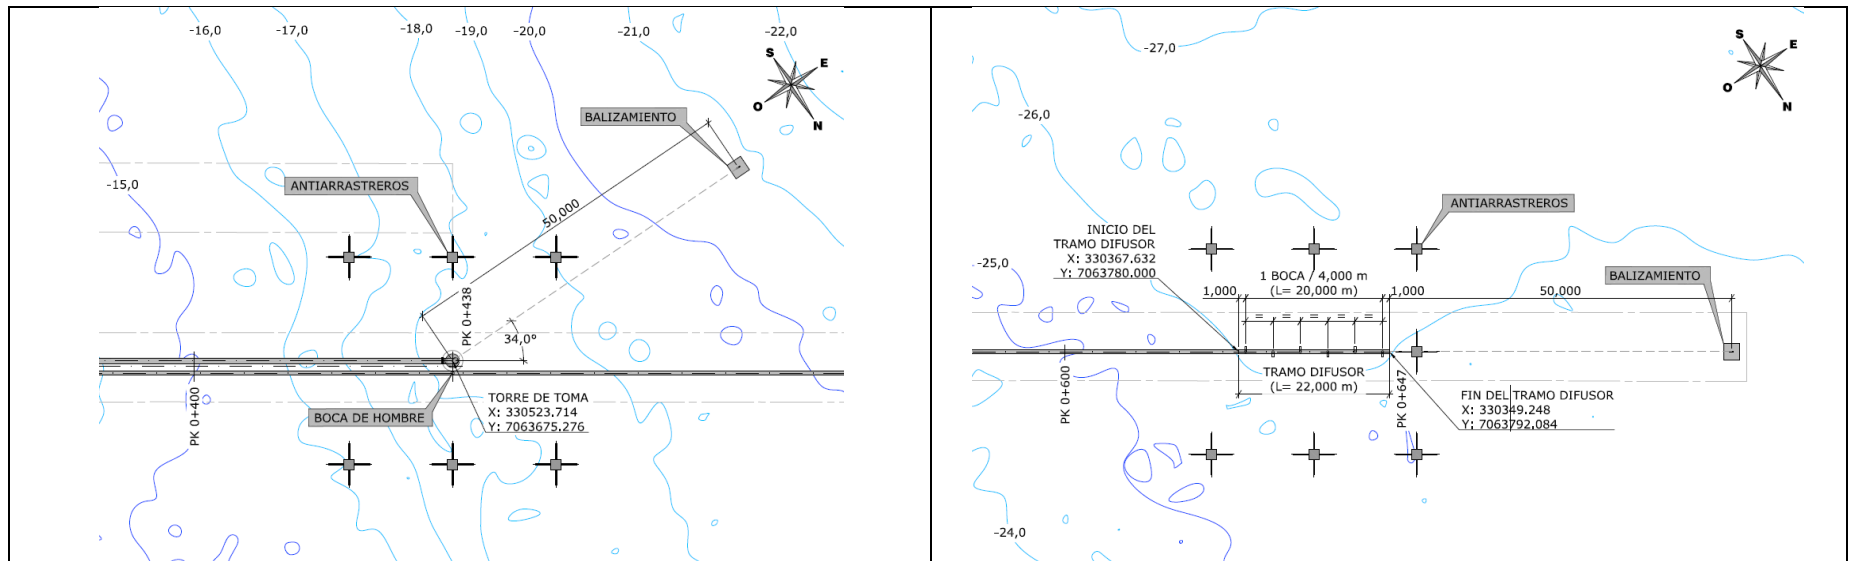 -16,0
-17,0
-18,0
-19,0
-20,0
-21,0
-22,0
S
E
O
N
BALIZAMIENTO
-15,0
ANTIARRASTREROS
50,000
PK 0+438
34,0°
PK 0+400
BOCA DE HOMBRE
TORRE DE TOMA
X: 330523.714
Y: 7063675.276
-27,0
S
E
O
N
-26,0
ANTIARRASTREROS
INICIO DEL
TRAMO DIFUSOR
X: 330367.632
Y: 7063780.000
-25,0
1 BOCA / 4,000 m
(L= 20,000 m)
BALIZAMIENTO
1,000
1,000
50,000
= = = = =
PK 0+600
TRAMO DIFUSOR
(L= 22,000 m)
PK 0+647
FIN DEL TRAMO DIFUSOR
X: 330349.248
Y: 7063792.084
-24,0